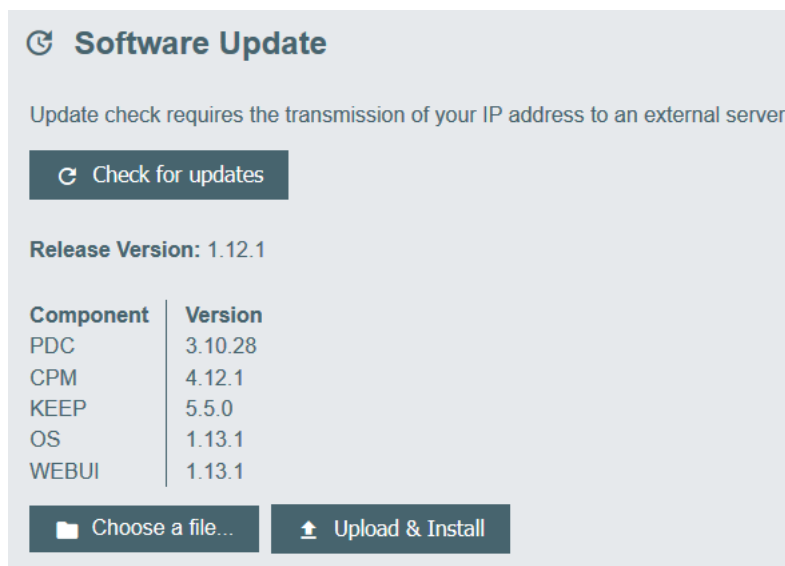 Software Update
Update check requires the transmission of your IP address to an external server
Check for updates
Release Version: 1.12.1
Component Version
PDC 3.10.28
CPM 4.12.1
KEEP 5.5.0
OS 1.13.1
WEBUI 1.13.1
Choose a file... Upload & Install